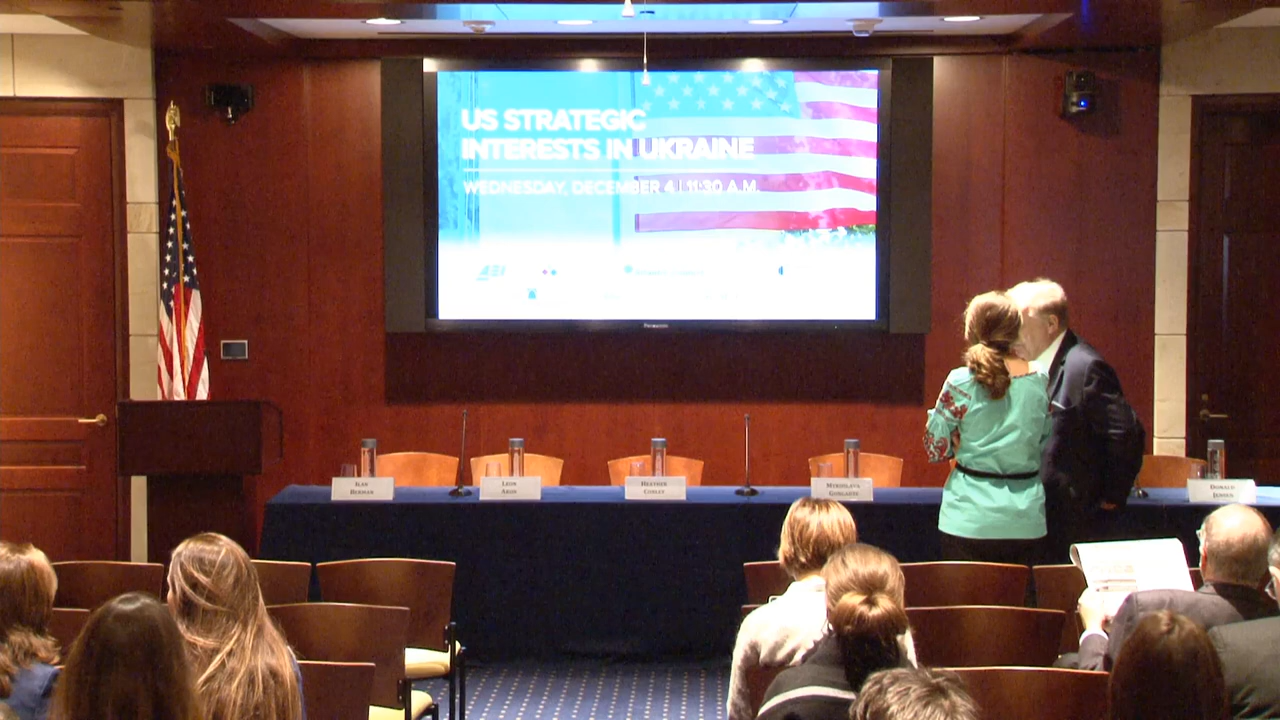 US STRATEGIC
INTERESTS IN UKRAINE
WEDNESDAY, DECEMBER 4 | 11:30 A.M.
Panasonic
ILAN
BERMAN
LEON
ARON
HEATHER
CONLEY
MYROSLAVA
GONGADZE
DONALD
JENSEN